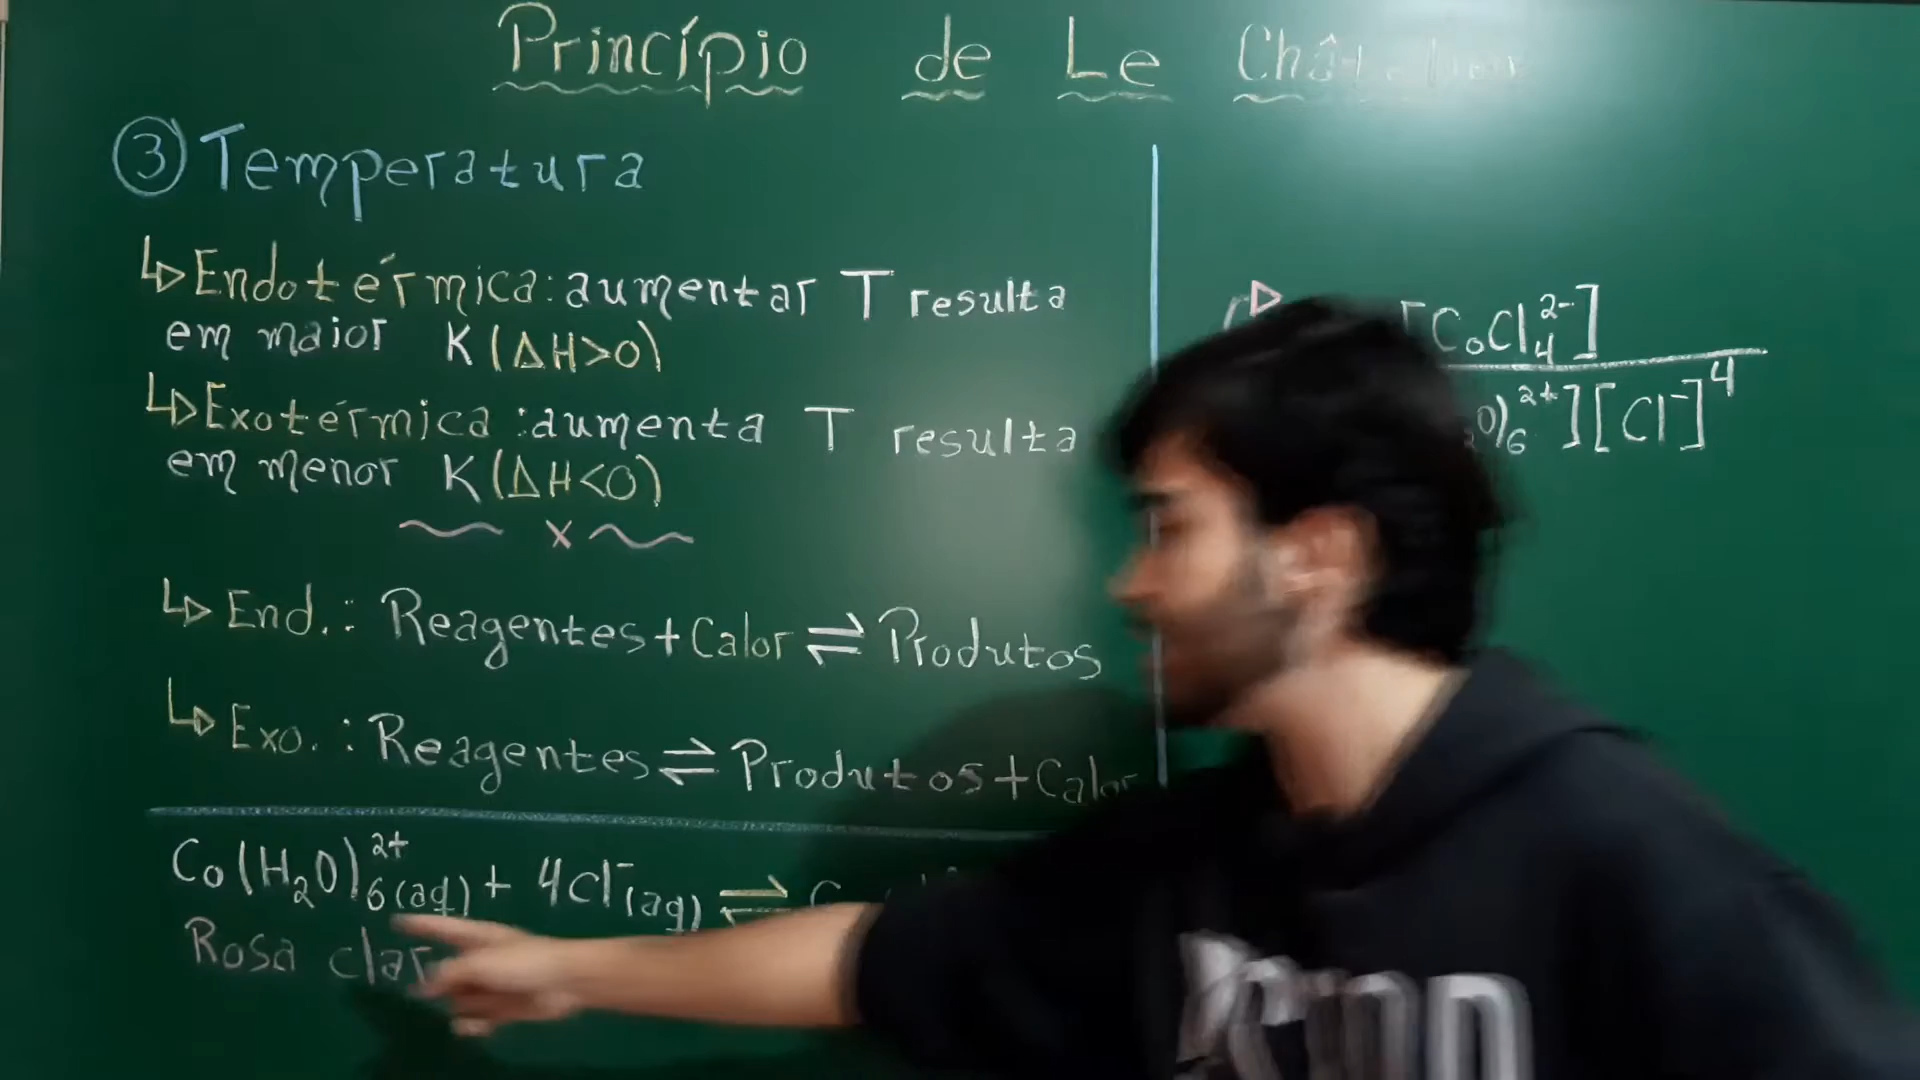 Princípio de Le
③ Temperatura
↳ Endotérmica: aumentar T resulta
em maior K (ΔH>0)
↳ Exotérmica: aumenta T resulta
em menor K (ΔH<0)
x
↳ End.: Reagentes + Calor ⇌ Produtos
↳ Exo.: Reagentes ⇌ Produtos + Calor
Co(H₂O)₆²⁺(aq) + 4Cl⁻(aq) ⇌
Rosa
[CoCl₄²⁻]
O)₆²⁺][Cl⁻]⁴